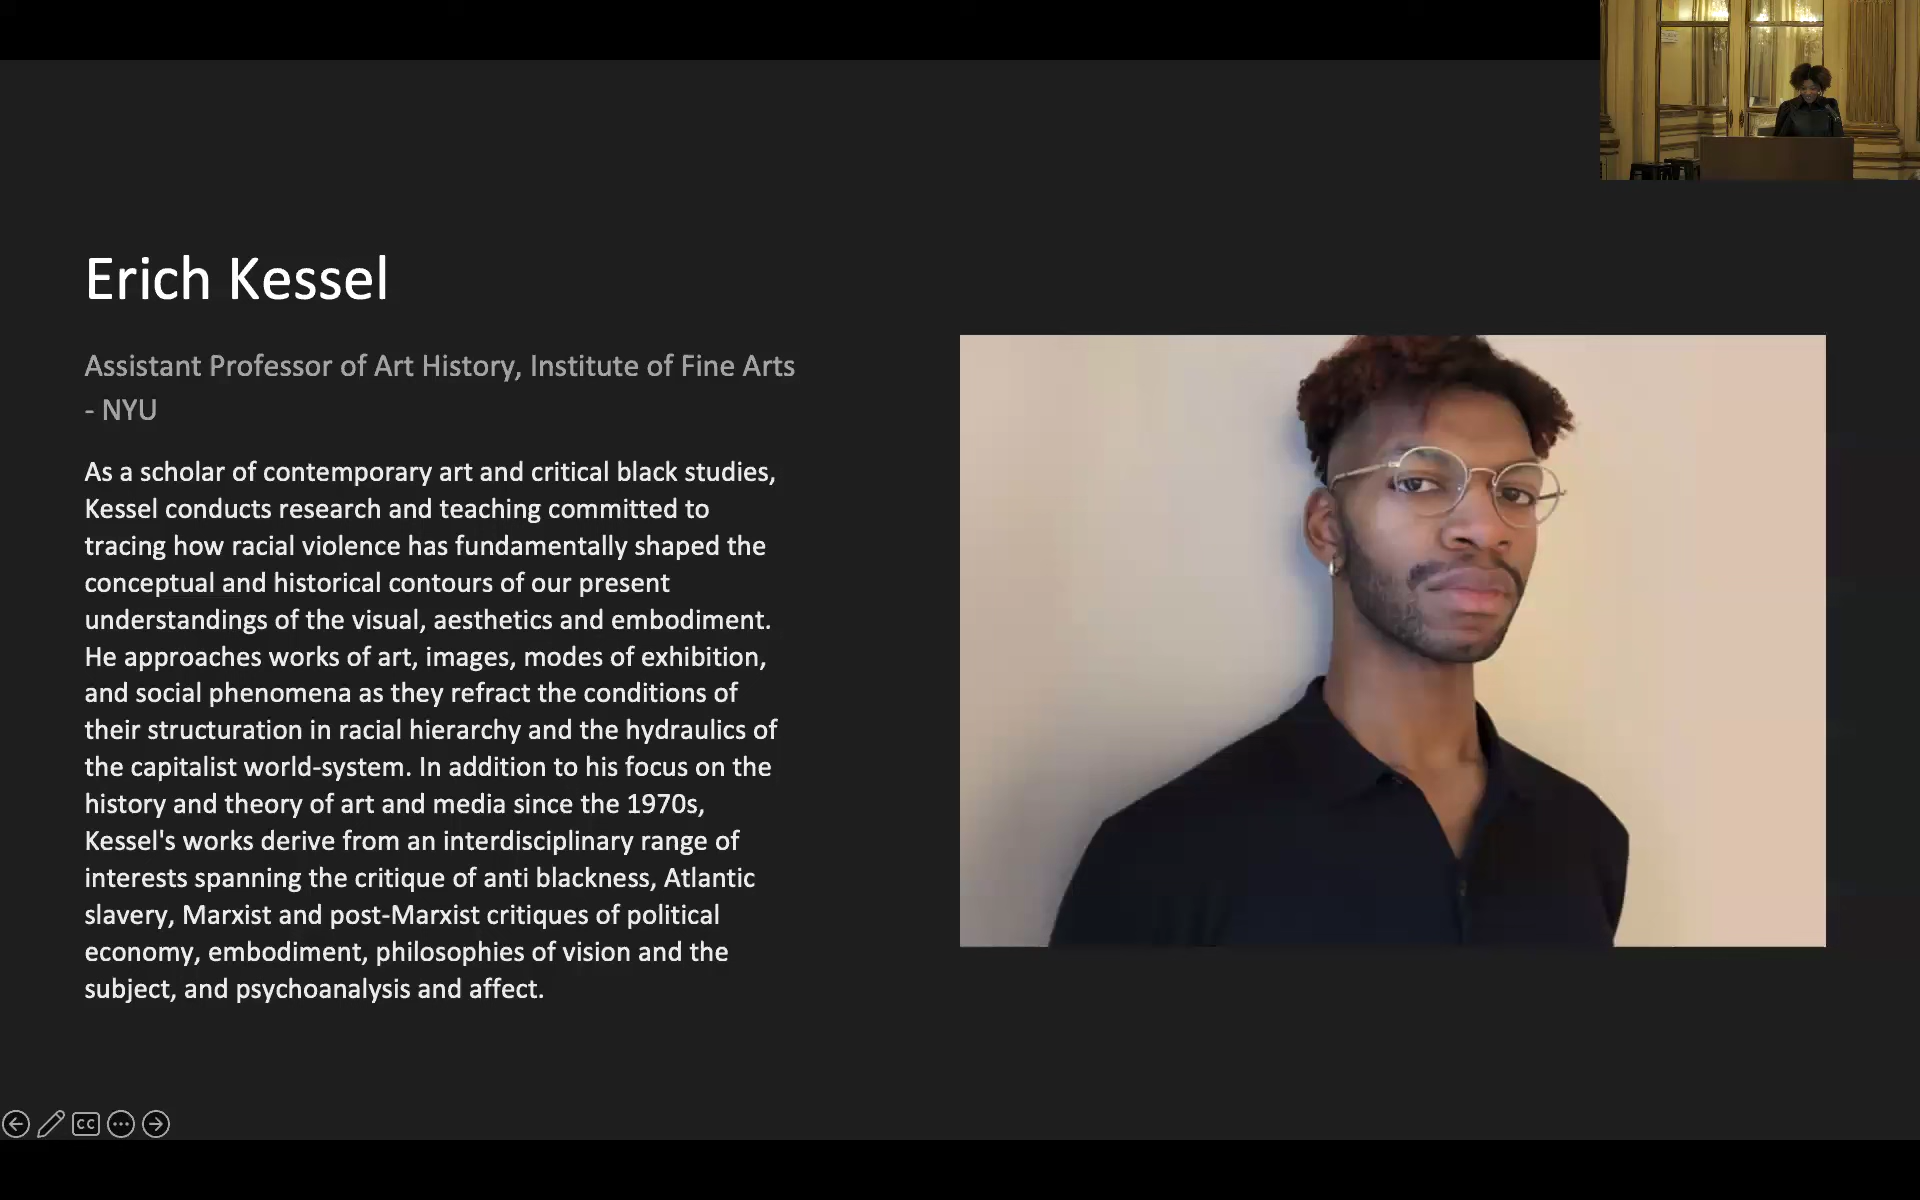 Erich Kessel
Assistant Professor of Art History, Institute of Fine Arts
- NYU
As a scholar of contemporary art and critical black studies,
Kessel conducts research and teaching committed to
tracing how racial violence has fundamentally shaped the
conceptual and historical contours of our present
understandings of the visual, aesthetics and embodiment.
He approaches works of art, images, modes of exhibition,
and social phenomena as they refract the conditions of
their structuration in racial hierarchy and the hydraulics of
the capitalist world-system. In addition to his focus on the
history and theory of art and media since the 1970s,
Kessel's works derive from an interdisciplinary range of
interests spanning the critique of anti blackness, Atlantic
slavery, Marxist and post-Marxist critiques of political
economy, embodiment, philosophies of vision and the
subject, and psychoanalysis and affect.
CC